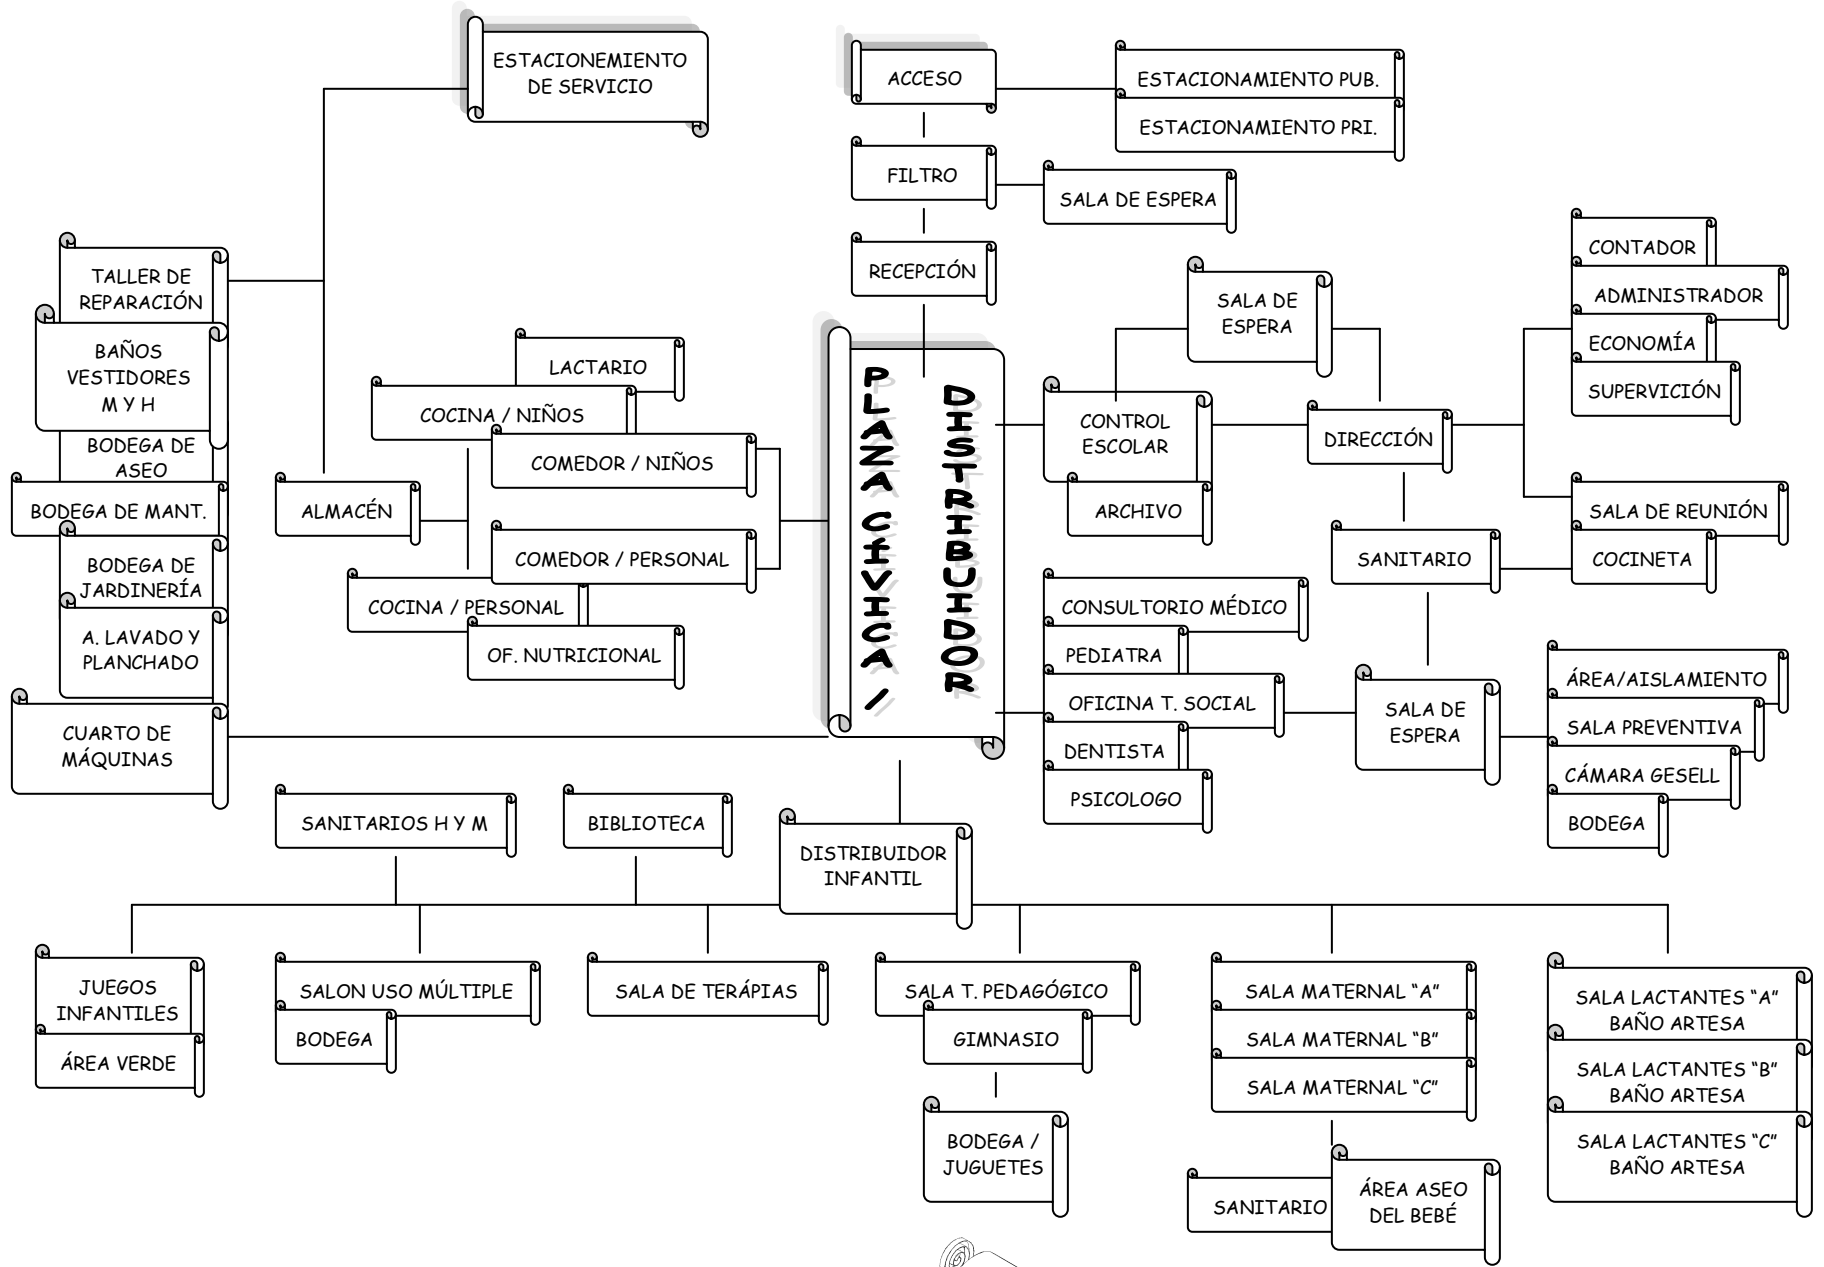 ESTACIONEMIENTO
DE SERVICIO
ACCESO
ESTACIONAMIENTO PUB.
ESTACIONAMIENTO PRI.
FILTRO
SALA DE ESPERA
RECEPCIÓN
TALLER DE
REPARACIÓN
BAÑOS
VESTIDORES
M Y H
BODEGA DE
ASEO
BODEGA DE MANT.
BODEGA DE
JARDINERÍA
A. LAVADO Y
PLANCHADO
CUARTO DE
MÁQUINAS
ALMACÉN
LACTARIO
COCINA / NIÑOS
COMEDOR / NIÑOS
COMEDOR / PERSONAL
COCINA / PERSONAL
OF. NUTRICIONAL
PLAZA CIVICA /
DISTRIBUIDOR
SALA DE
ESPERA
CONTROL
ESCOLAR
ARCHIVO
DIRECCIÓN
CONTADOR
ADMINISTRADOR
ECONOMÍA
SUPERVICIÓN
SALA DE REUNIÓN
COCINETA
SANITARIO
CONSULTORIO MÉDICO
PEDIATRA
OFICINA T. SOCIAL
DENTISTA
PSICOLOGO
SALA DE
ESPERA
ÁREA/AISLAMIENTO
SALA PREVENTIVA
CÁMARA GESELL
BODEGA
SANITARIOS H Y M
BIBLIOTECA
DISTRIBUIDOR
INFANTIL
JUEGOS
INFANTILES
ÁREA VERDE
SALON USO MÚLTIPLE
BODEGA
SALA DE TERÁPIAS
SALA T. PEDAGÓGICO
GIMNASIO
BODEGA /
JUGUETES
SALA MATERNAL “A”
SALA MATERNAL “B”
SALA MATERNAL “C”
SANITARIO
ÁREA ASEO
DEL BEBÉ
SALA LACTANTES “A”
BAÑO ARTESA
SALA LACTANTES “B”
BAÑO ARTESA
SALA LACTANTES “C”
BAÑO ARTESA